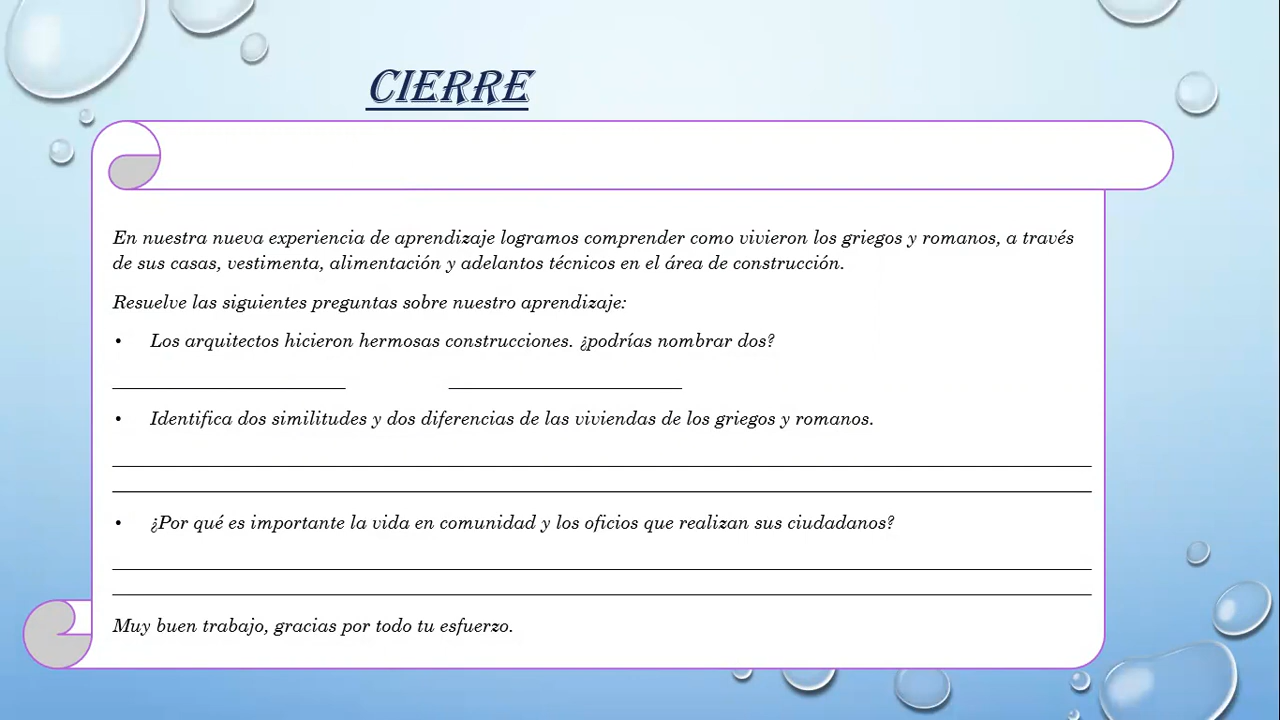 CIERRE
En nuestra nueva experiencia de aprendizaje logramos comprender como vivieron los griegos y romanos, a través
de sus casas, vestimenta, alimentación y adelantos técnicos en el área de construcción.
Resuelve las siguientes preguntas sobre nuestro aprendizaje:
• Los arquitectos hicieron hermosas construcciones. ¿podrías nombrar dos?
• Identifica dos similitudes y dos diferencias de las viviendas de los griegos y romanos.
• ¿Por qué es importante la vida en comunidad y los oficios que realizan sus ciudadanos?
Muy buen trabajo, gracias por todo tu esfuerzo.